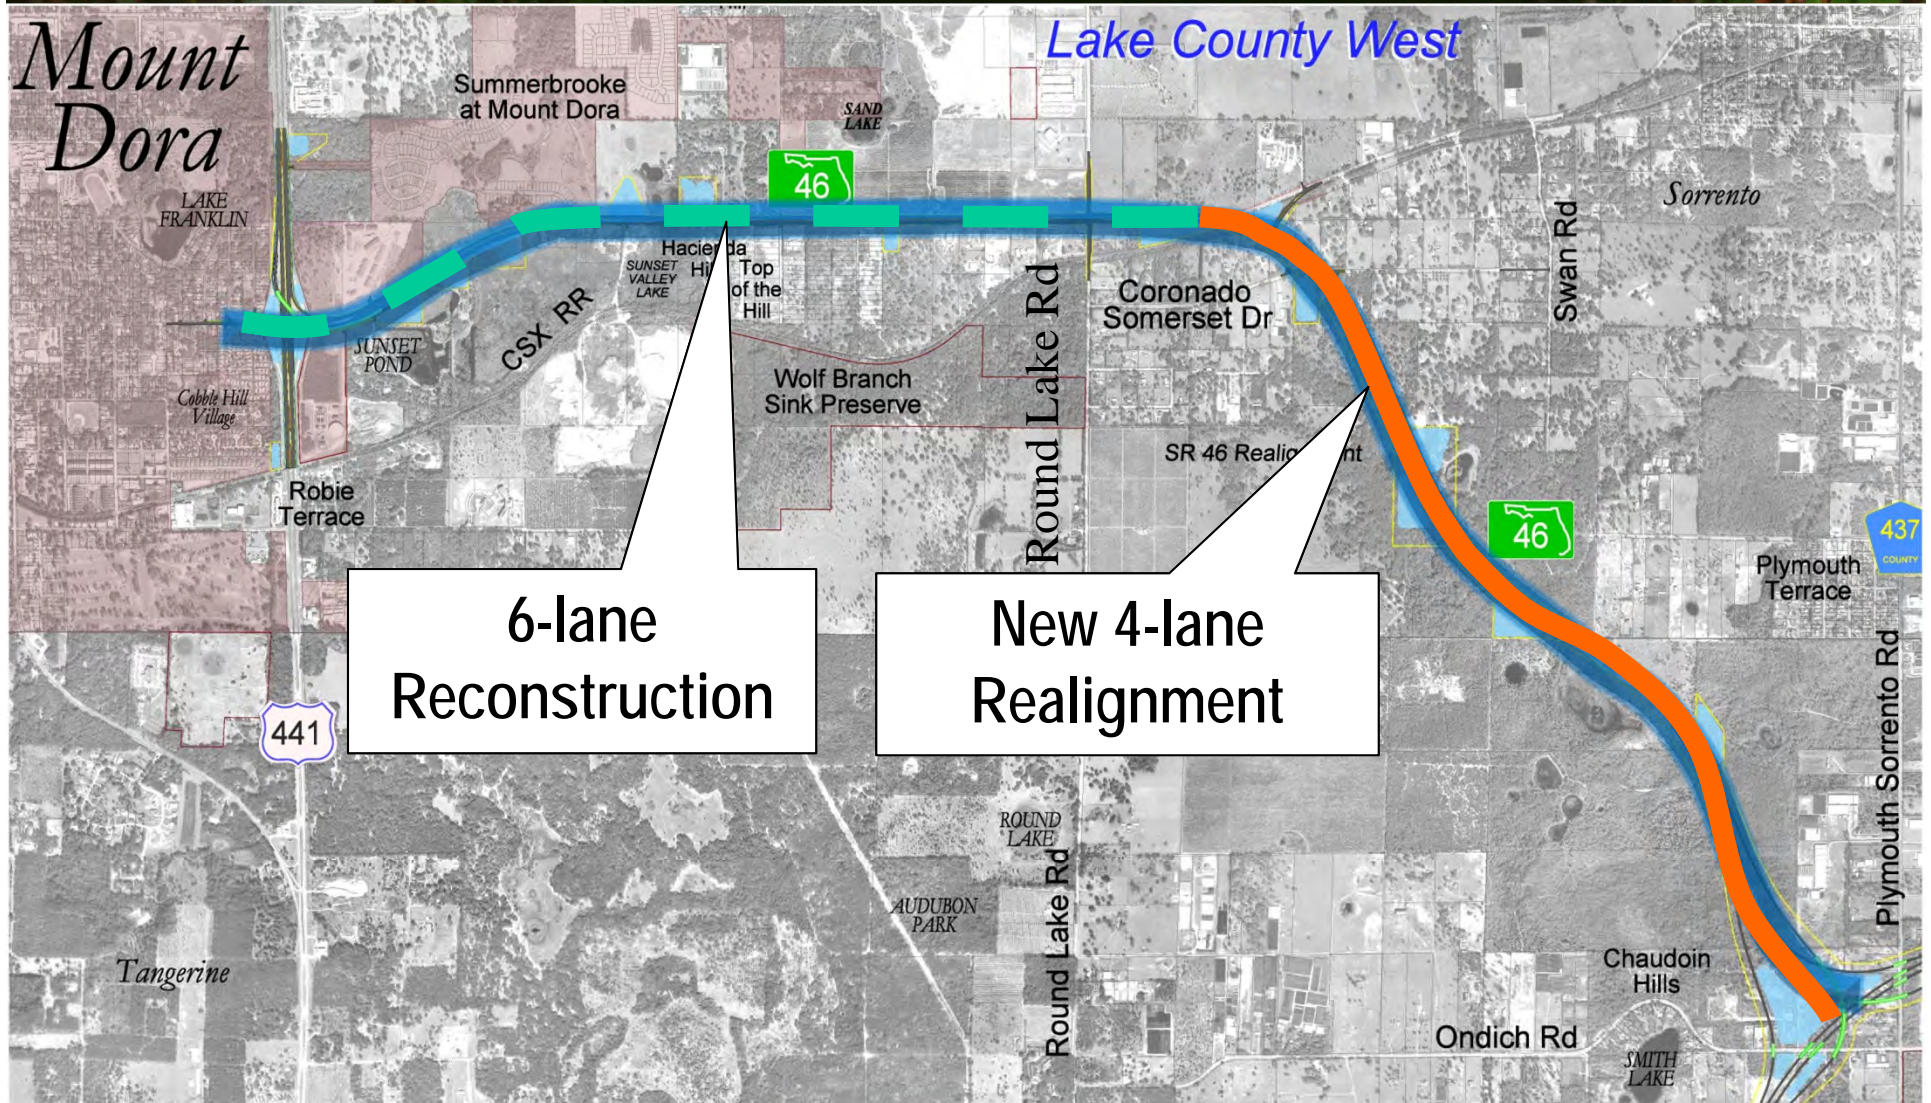 Mount
Dora
Lake County West
Summerbrooke
at Mount Dora
SAND
LAKE
46
LAKE
FRANKLIN
Sorrento
Swan Rd
Hacienda
Top
of the
Hill
SUNSET
VALLEY
LAKE
Round Lake Rd
Coronado
Somerset Dr
CSX RR
SUNSET
POND
Wolf Branch
Sink Preserve
Cobble Hill
Village
SR 46
Robie
Terrace
46
437
COUNTY
Plymouth
Terrace
6-lane
Reconstruction
New 4-lane
Realignment
441
Plymouth Sorrento Rd
ROUND
LAKE
Round Lake Rd
AUDUBON
PARK
Tangerine
Chaudoin
Hills
Ondich Rd
SMITH
LAKE